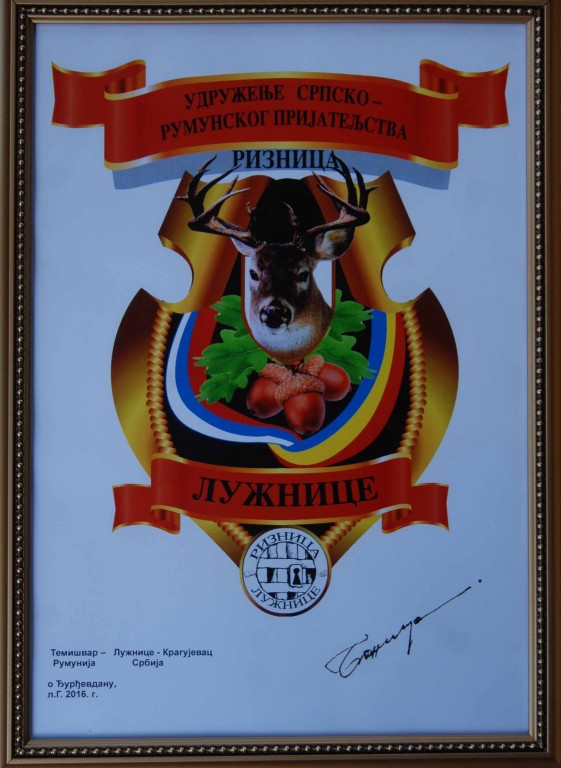 УДРУЖЕЊЕ СРПСКО –
РУМУНСКОГ ПРИЈАТЕЉСТВА
РИЗНИЦА
ЛУЖНИЦЕ
РИЗНИЦА
ЛУЖНИЦЕ
Темишвар – Лужнице - Крагујевац
Румунија Србија
о Ђурђевдану,
л.Г. 2016. г.